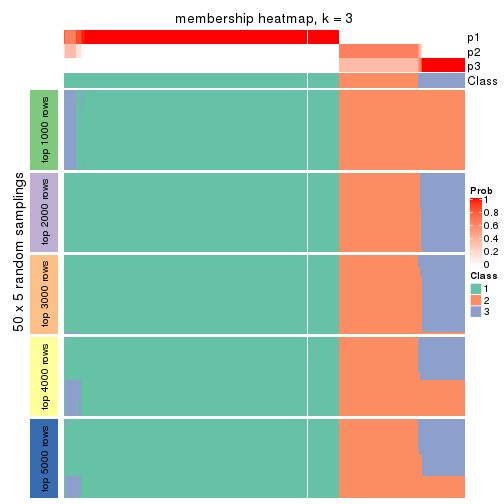 membership heatmap, k = 3
p1
p2
p3
Class
50 x 5 random samplings
top 1000 rows
top 2000 rows
top 3000 rows
top 4000 rows
top 5000 rows
Prob
1
0.8
0.6
0.4
0.2
0
Class
1
2
3